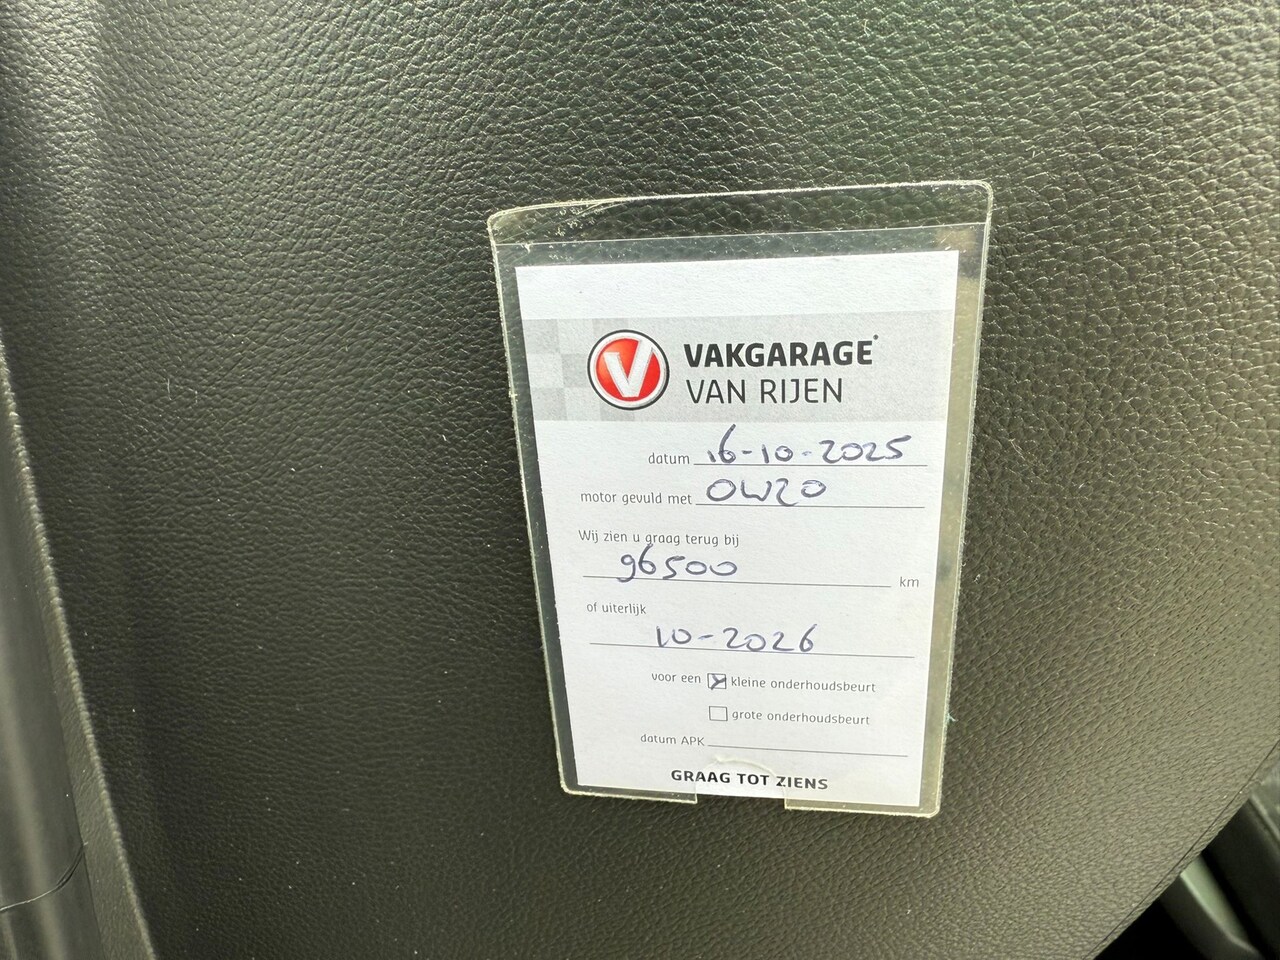 V VAKGARAGE®
VAN RIJEN
datum 16-10-2025
motor gevuld met 0W20
Wij zien u graag terug bij
96500 km
of uiterlijk
10-2026
voor een kleine onderhoudsbeurt
grote onderhoudsbeurt
datum APK
GRAAG TOT ZIENS